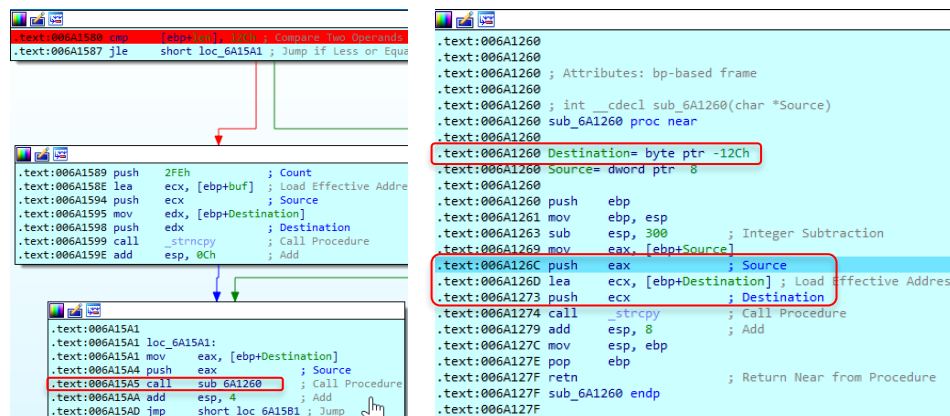 .text:006A1580 cmp [ebp+len], 12Ch ; Compare Two Operands
.text:006A1587 jle short loc_6A15A1 ; Jump if Less or Equa
.text:006A1589 push 2FEh ; Count
.text:006A158E lea ecx, [ebp+buf] ; Load Effective Addre
.text:006A1594 push ecx ; Source
.text:006A1595 mov edx, [ebp+Destination]
.text:006A1598 push edx ; Destination
.text:006A1599 call _strncpy ; Call Procedure
.text:006A159E add esp, 0Ch ; Add
.text:006A15A1
.text:006A15A1 loc_6A15A1:
.text:006A15A1 mov eax, [ebp+Destination]
.text:006A15A4 push eax ; Source
.text:006A15A5 call sub_6A1260 ; Call Procedure
.text:006A15AA add esp, 4 ; Add
.text:006A15AD jmp short loc_6A15B1 ; Jump
.text:006A1260
.text:006A1260
.text:006A1260 ; Attributes: bp-based frame
.text:006A1260
.text:006A1260 ; int __cdecl sub_6A1260(char *Source)
.text:006A1260 sub_6A1260 proc near
.text:006A1260
.text:006A1260 Destination= byte ptr -12Ch
.text:006A1260 Source= dword ptr 8
.text:006A1260
.text:006A1260 push ebp
.text:006A1261 mov ebp, esp
.text:006A1263 sub esp, 300 ; Integer Subtraction
.text:006A1269 mov eax, [ebp+Source]
.text:006A126C push eax ; Source
.text:006A126D lea ecx, [ebp+Destination] ; Load Effective Addres
.text:006A1273 push ecx ; Destination
.text:006A1274 call _strcpy ; Call Procedure
.text:006A1279 add esp, 8 ; Add
.text:006A127C mov esp, ebp
.text:006A127E pop ebp
.text:006A127F retn ; Return Near from Procedure
.text:006A127F sub_6A1260 endp
.text:006A127F